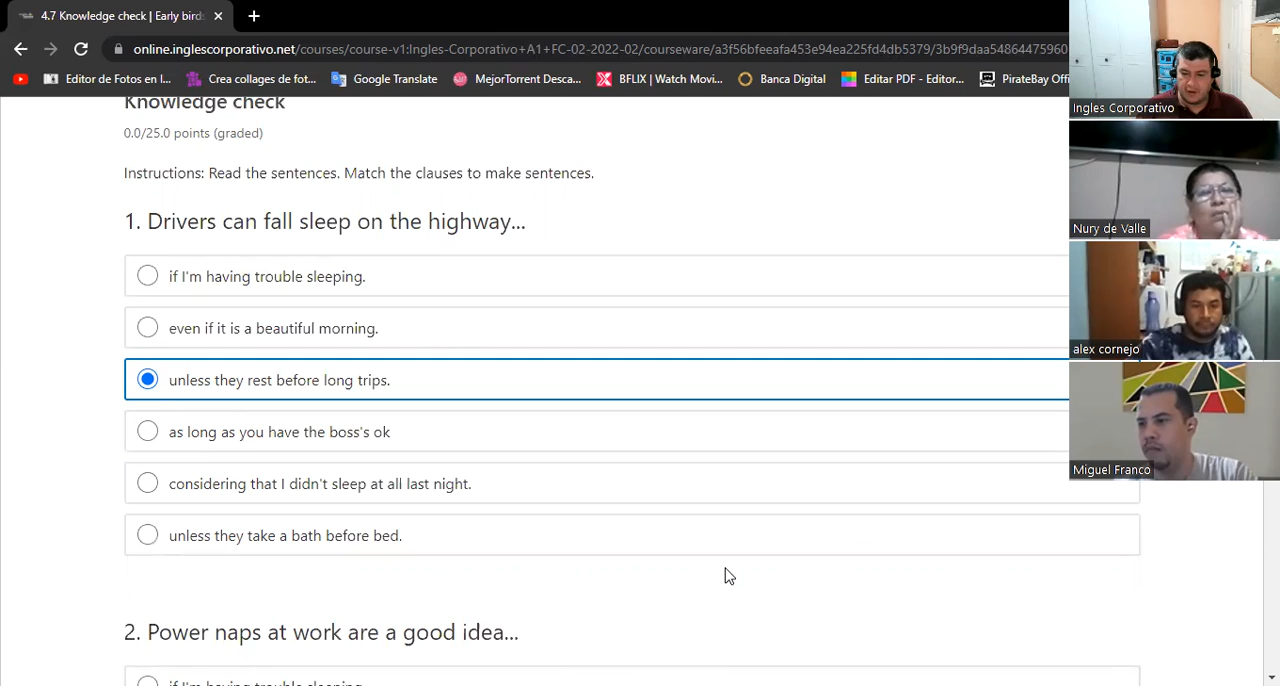 4.7 Knowledge check | Early birds
online.inglescorporativo.net/courses/course-v1:Ingles-Corporativo+A1+FC-02-2022-02/courseware/a3f56bfeeafa453e94ea225fd4db5379/3b9f9daa54864475960
Editor de Fotos en l...
Crea collages de fot...
Google Translate
MejorTorrent Desca...
BFLIX | Watch Movi...
Banca Digital
Editar PDF - Editor...
PirateBay Offi
Knowledge check
0.0/25.0 points (graded)
Instructions: Read the sentences. Match the clauses to make sentences.
1. Drivers can fall sleep on the highway...
if I'm having trouble sleeping.
even if it is a beautiful morning.
unless they rest before long trips.
as long as you have the boss's ok
considering that I didn't sleep at all last night.
unless they take a bath before bed.
2. Power naps at work are a good idea...
if I'm having trouble sleeping.
Ingles Corporativo
Nury de Valle
alex cornejo
Miguel Franco